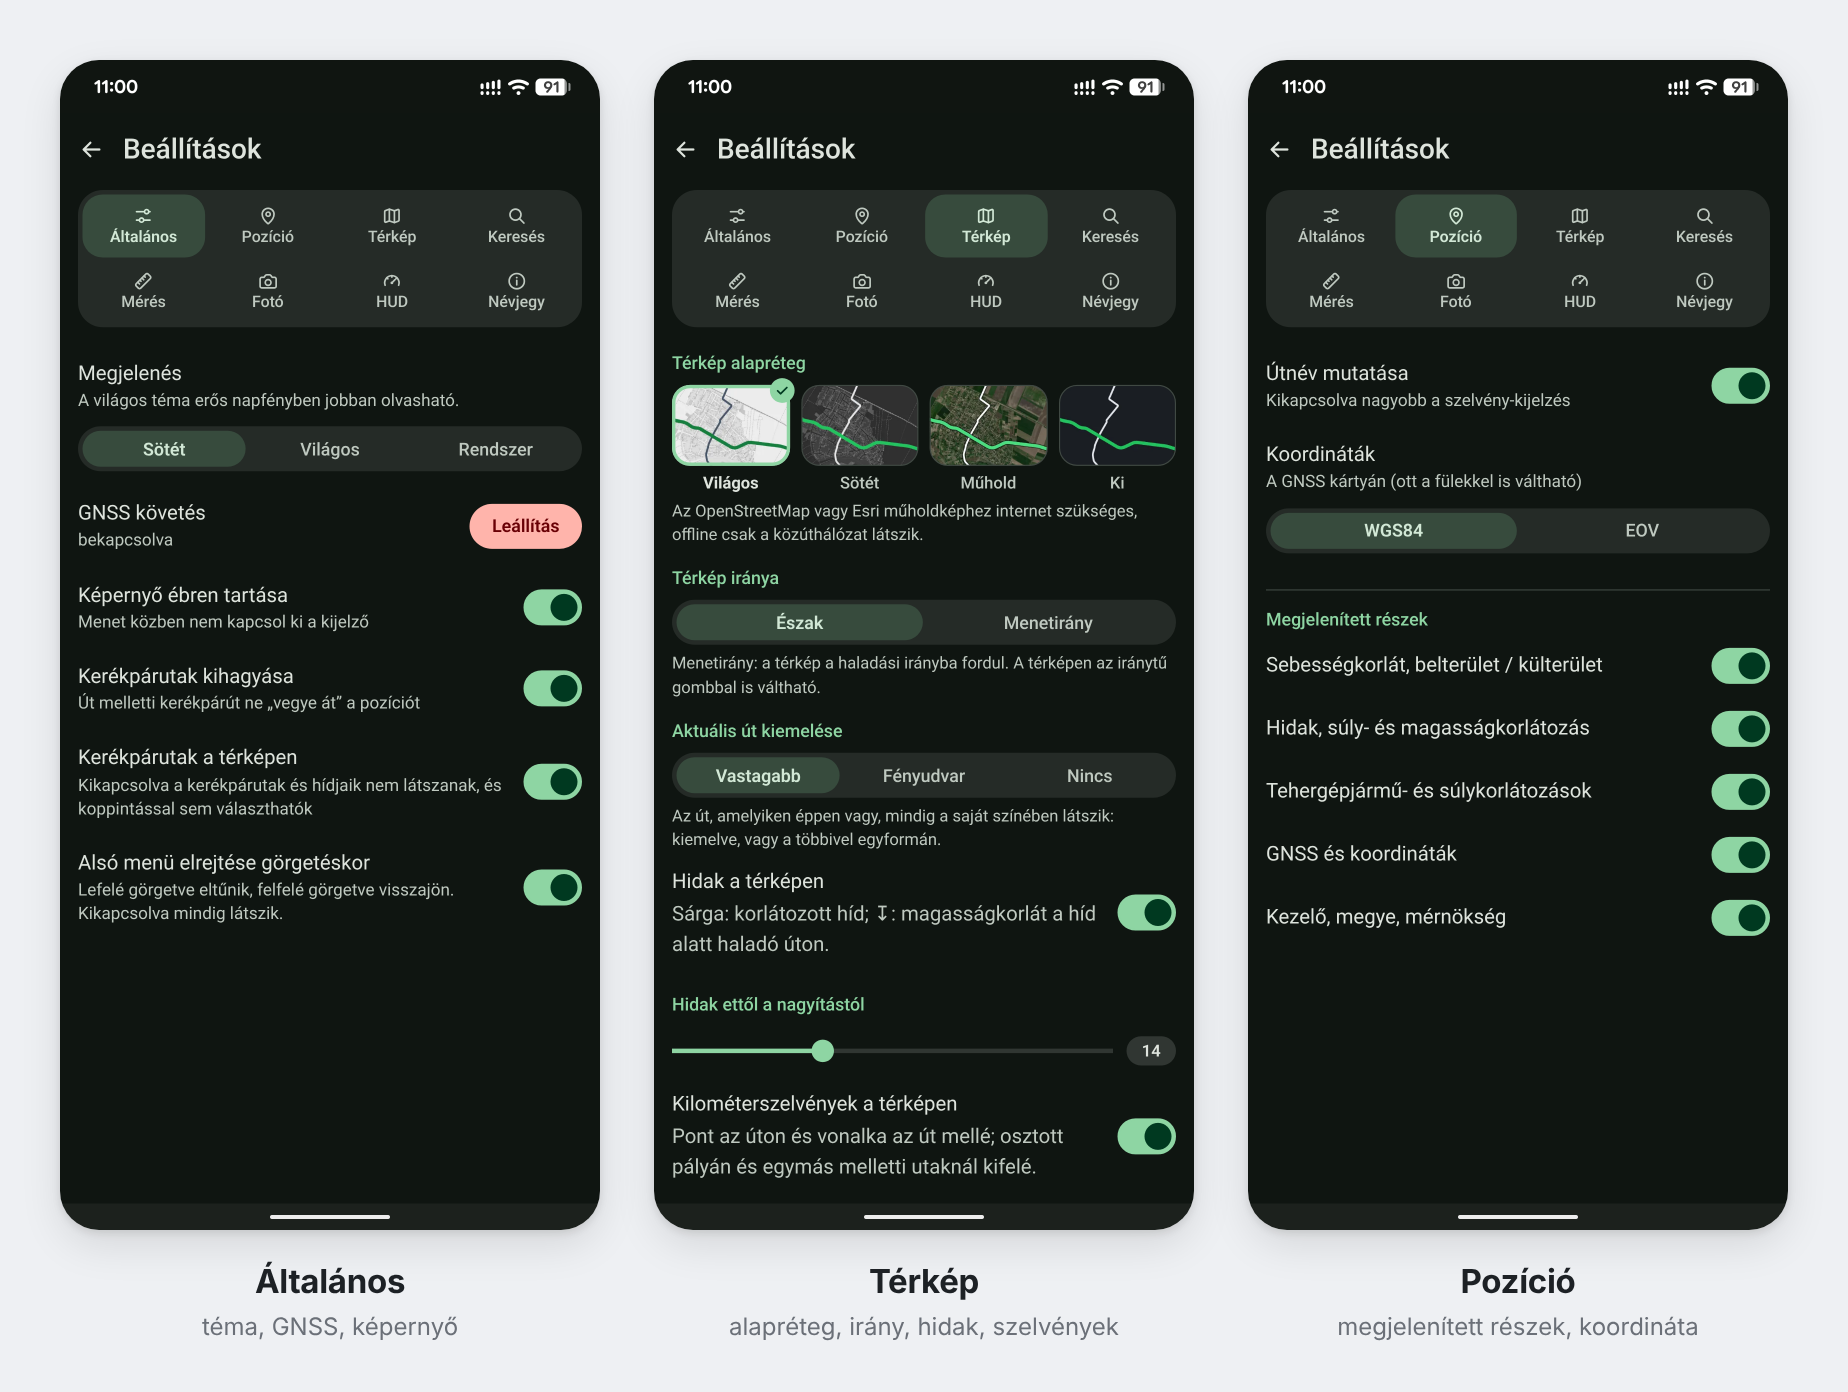 11:00
91
Beállítások
Általános
Pozíció
Térkép
Keresés
Mérés
Fotó
HUD
Névjegy
Megjelenés
A világos téma erős napfényben jobban olvasható.
Sötét
Világos
Rendszer
GNSS követés
bekapcsolva
Leállítás
Képernyő ébren tartása
Menet közben nem kapcsol ki a kijelző
Kerékpárutak kihagyása
Út melletti kerékpárút ne „vegye át” a pozíciót
Kerékpárutak a térképen
Kikapcsolva a kerékpárutak és hídjaik nem látszanak, és
koppintással sem választhatók
Alsó menü elrejtése görgetéskor
Lefelé görgetve eltűnik, felfelé görgetve visszajön.
Kikapcsolva mindig látszik.
Általános
téma, GNSS, képernyő
11:00
91
Beállítások
Általános
Pozíció
Térkép
Keresés
Mérés
Fotó
HUD
Névjegy
Térkép alapréteg
Világos
Sötét
Műhold
Ki
Az OpenStreetMap vagy Esri műholdképhez internet szükséges,
offline csak a közúthálózat látszik.
Térkép iránya
Észak
Menetirány
Menetirány: a térkép a haladási irányba fordul. A térképen az iránytű
gombbal is váltható.
Aktuális út kiemelése
Vastagabb
Fényudvar
Nincs
Az út, amelyiken éppen vagy, mindig a saját színében látszik:
kiemelve, vagy a többivel egyformán.
Hidak a térképen
Sárga: korlátozott híd; ↧: magasságkorlát a híd
alatt haladó úton.
Hidak ettől a nagyítástól
14
Kilométerszelvények a térképen
Pont az úton és vonalka az út mellé; osztott
pályán és egymás melletti utaknál kifelé.
Térkép
alapréteg, irány, hidak, szelvények
11:00
91
Beállítások
Általános
Pozíció
Térkép
Keresés
Mérés
Fotó
HUD
Névjegy
Útnév mutatása
Kikapcsolva nagyobb a szelvény-kijelzés
Koordináták
A GNSS kártyán (ott a fülekkel is váltható)
WGS84
EOV
Megjelenített részek
Sebességkorlát, belterület / külterület
Hidak, súly- és magasságkorlátozás
Tehergépjármű- és súlykorlátozások
GNSS és koordináták
Kezelő, megye, mérnökség
Pozíció
megjelenített részek, koordináta